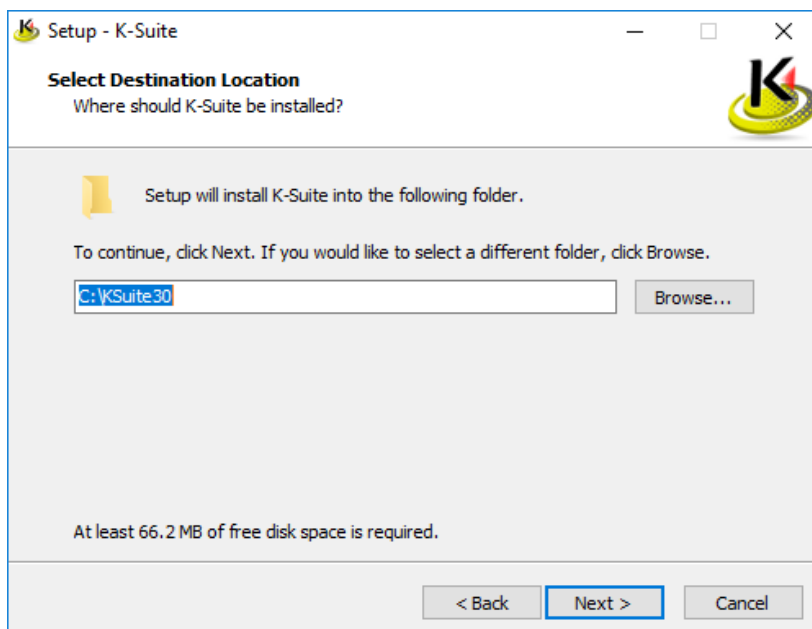 Setup - K-Suite
Select Destination Location
Where should K-Suite be installed?
K
Setup will install K-Suite into the following folder.
To continue, click Next. If you would like to select a different folder, click Browse.
C:\KSuite30
Browse...
At least 66.2 MB of free disk space is required.
< Back
Next >
Cancel